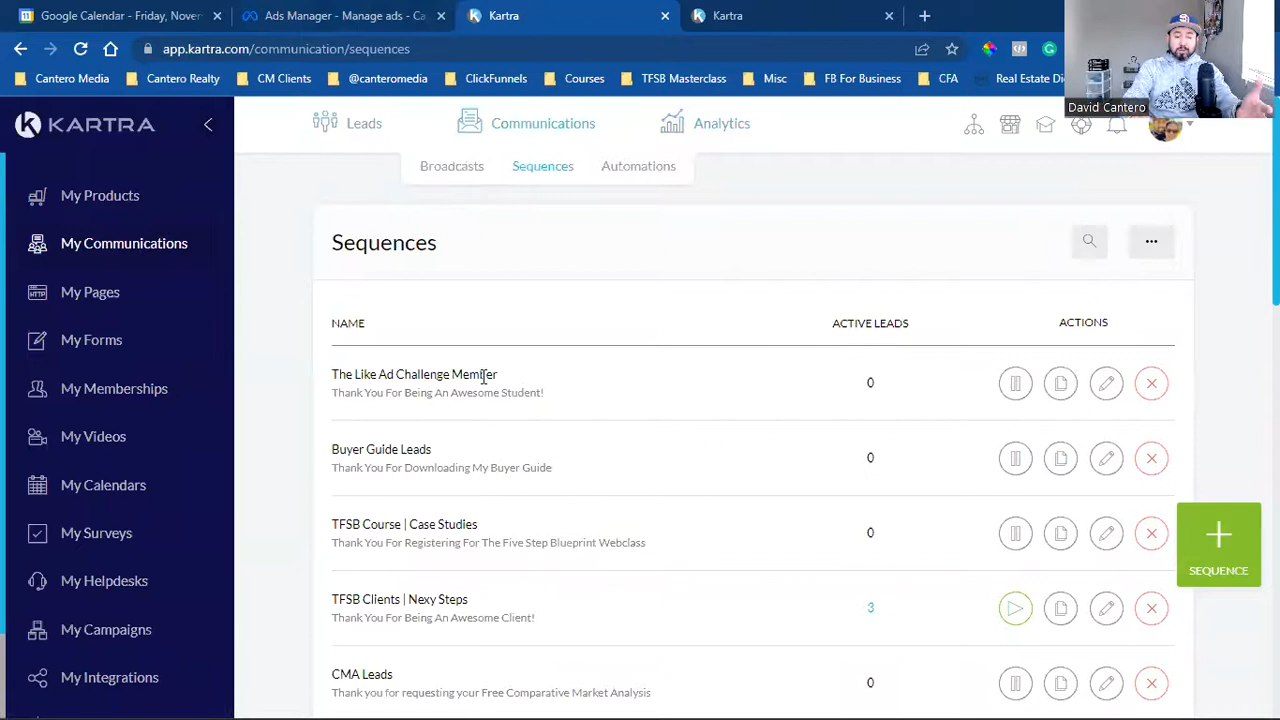 Google Calendar - Friday, Nover
Ads Manager - Manage ads - Ca
Kartra
Kartra
app.kartra.com/communication/sequences
Cantero Media
Cantero Realty
CM Clients
@canteromedia
ClickFunnels
Courses
TFSB Masterclass
Misc
FB For Business
CFA
Real Estate Di
David Cantero
KARTRA
Leads
Communications
Analytics
Broadcasts
Sequences
Automations
My Products
My Communications
My Pages
My Forms
My Memberships
My Videos
My Calendars
My Surveys
My Helpdesks
My Campaigns
My Integrations
Sequences
NAME
ACTIVE LEADS
ACTIONS
The Like Ad Challenge Member
0
Thank You For Being An Awesome Student!
Buyer Guide Leads
0
Thank You For Downloading My Buyer Guide
TFSB Course | Case Studies
0
Thank You For Registering For The Five Step Blueprint Webclass
TFSB Clients | Nexy Steps
3
Thank You For Being An Awesome Client!
CMA Leads
0
Thank you for requesting your Free Comparative Market Analysis
SEQUENCE